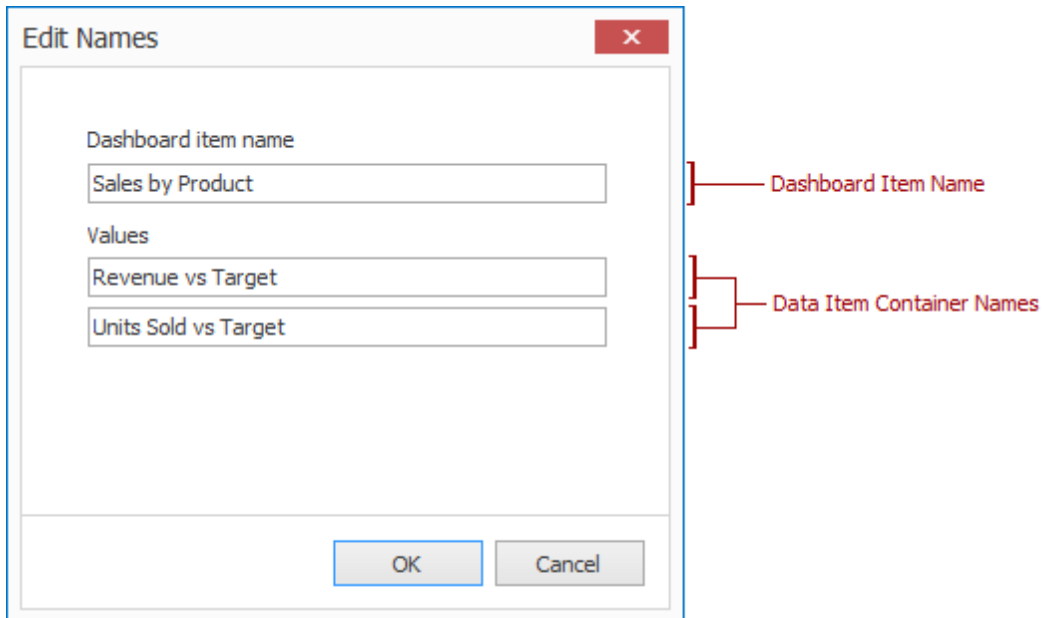 Edit Names
Dashboard item name
Sales by Product
Dashboard Item Name
Values
Revenue vs Target
Data Item Container Names
Units Sold vs Target
OK
Cancel